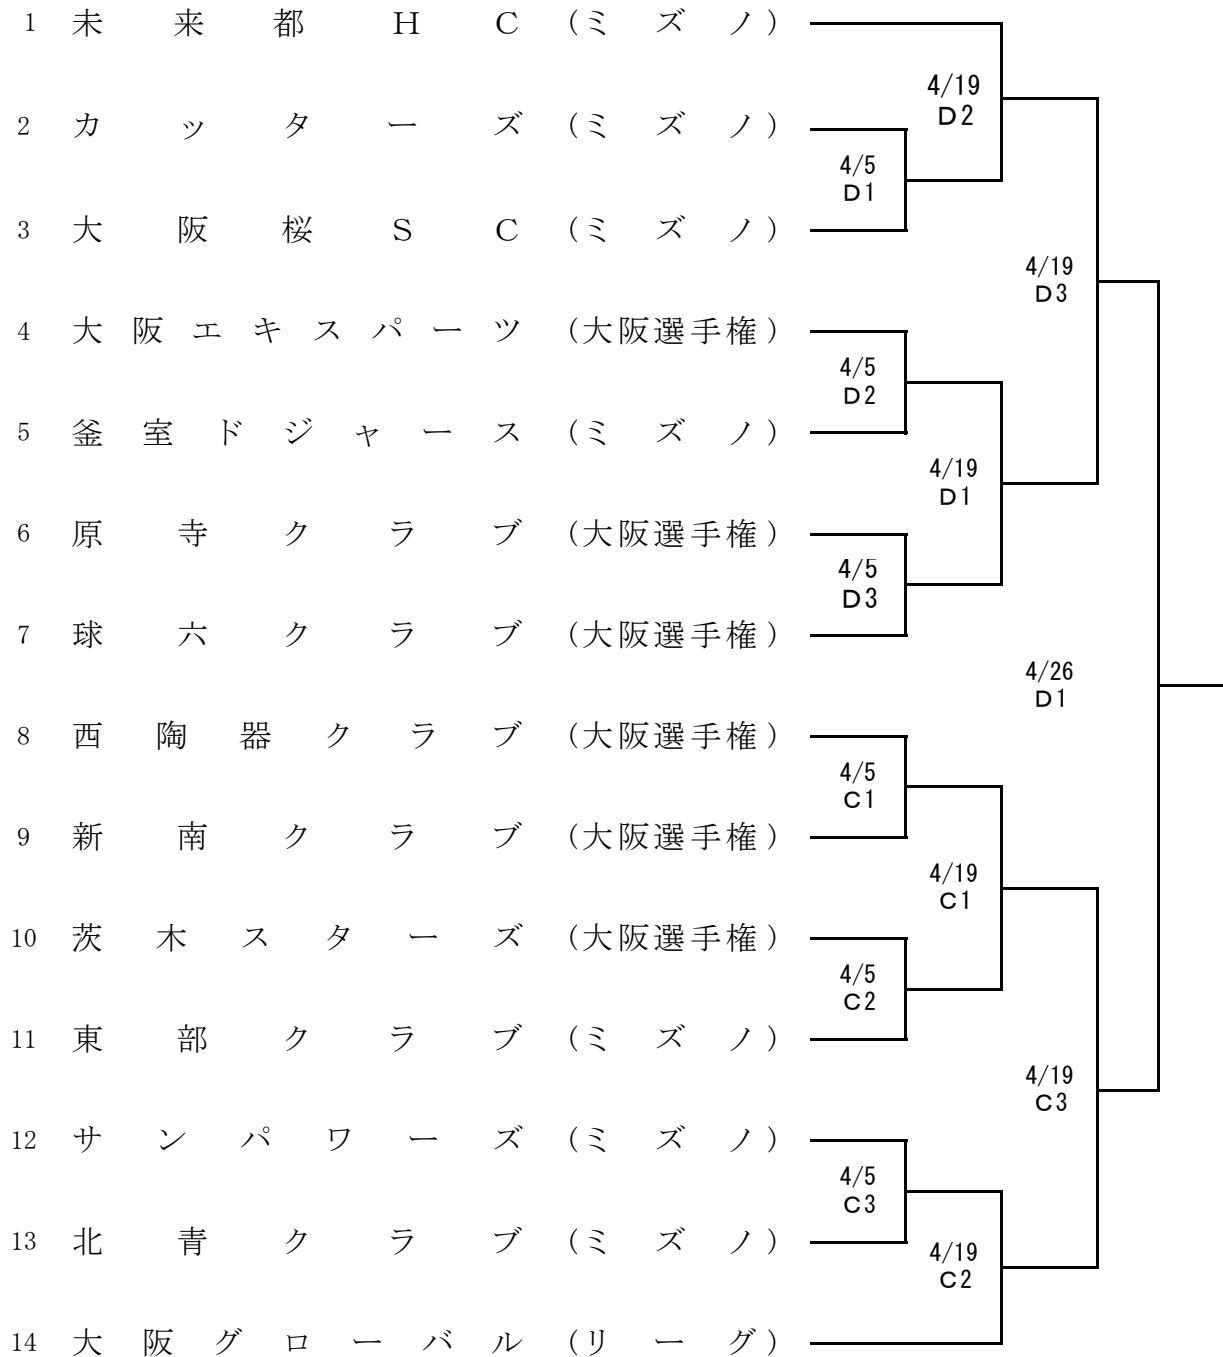 1 未来都HC (ミズノ)
4/19
D2
2 カッターズ (ミズノ)
4/5
D1
3 大阪桜SC (ミズノ)
4/19
D3
4 大阪エキスパーツ (大阪選手権)
4/5
D2
5 釜室ドジャース (ミズノ)
4/19
D1
6 原寺クラブ (大阪選手権)
4/5
D3
7 球六クラブ (大阪選手権)
4/26
D1
8 西陶器クラブ (大阪選手権)
4/5
C1
9 新南クラブ (大阪選手権)
4/19
C1
10 茨木スターズ (大阪選手権)
4/5
C2
11 東部クラブ (ミズノ)
4/19
C3
12 サンパワーズ (ミズノ)
4/5
C3
13 北青クラブ (ミズノ)
4/19
C2
14 大阪グローバル (リーグ)